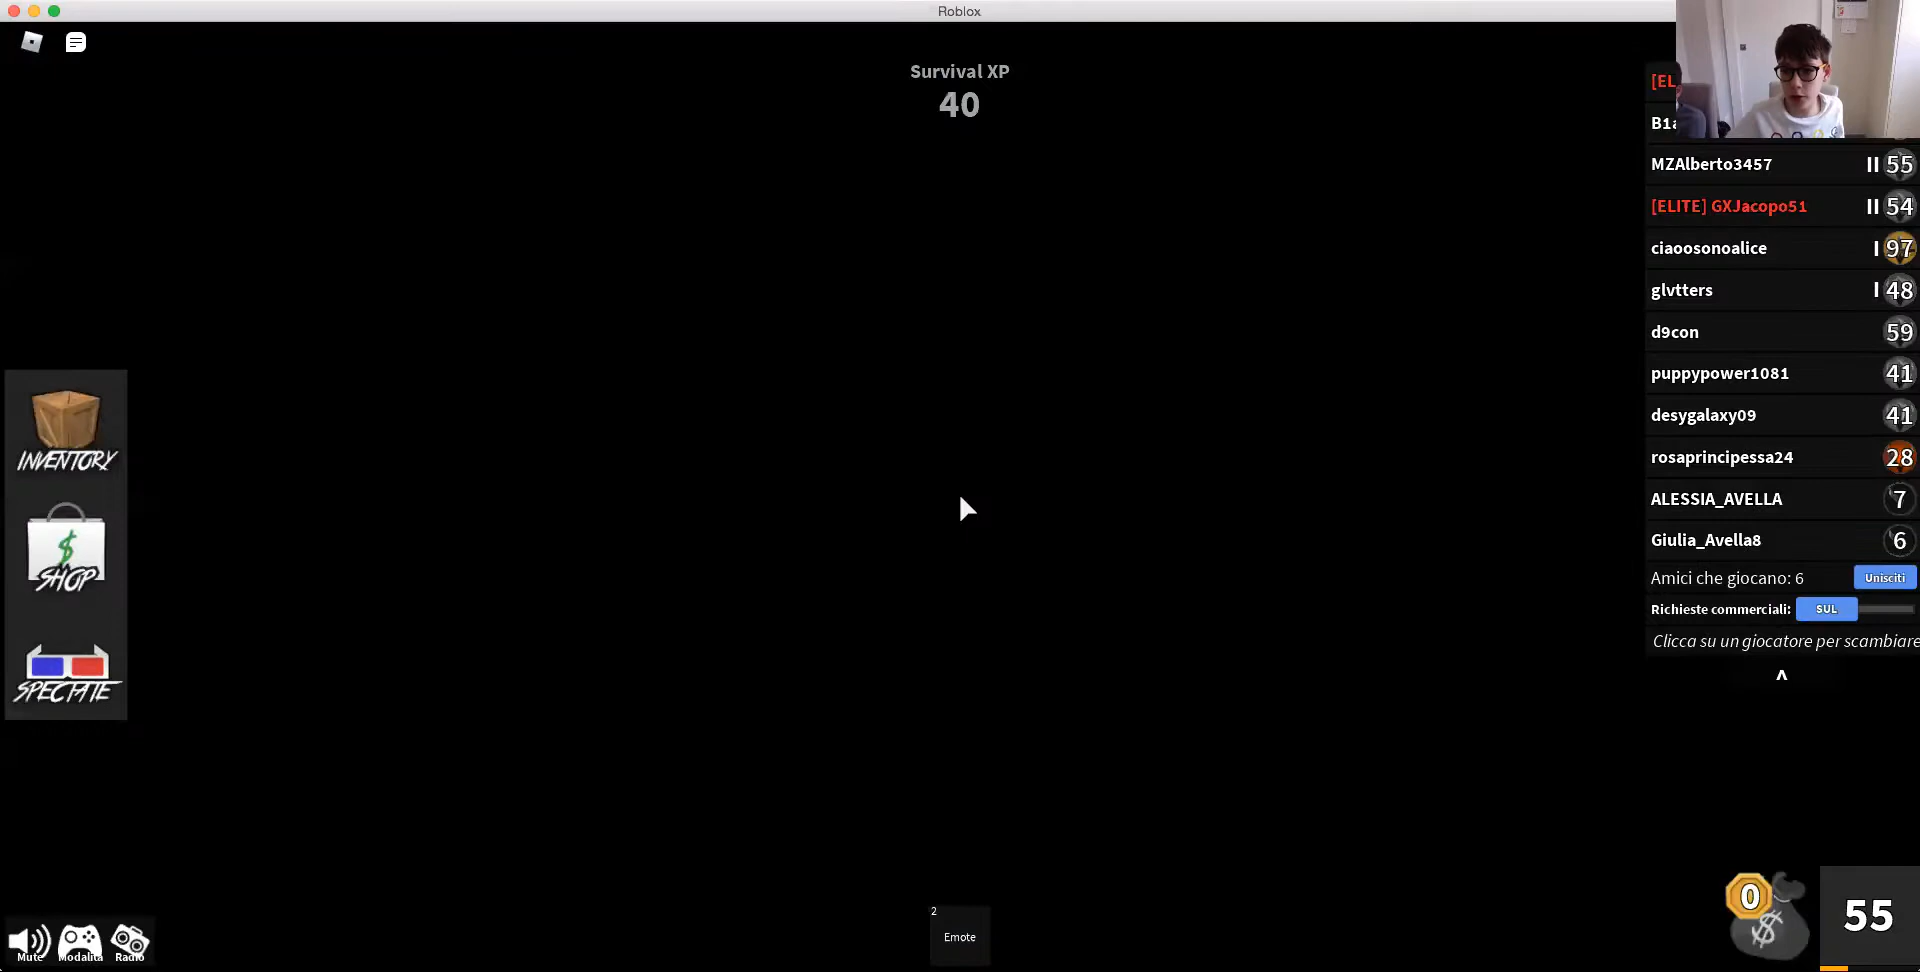 Roblox
Survival XP
40
[EL
B1a
MZAlberto3457 II 55
[ELITE] GXJacopo51 II 54
ciaoosonoalice I 97
glvtters I 48
d9con 59
puppypower1081 41
desygalaxy09 41
rosaprincipessa24 28
ALESSIA_AVELLA 7
Giulia_Avella8 6
Amici che giocano: 6 Unisciti
Richieste commerciali: SUL
Clicca su un giocatore per scambiare
^
INVENTORY
$
SHOP
SPECTATE
Mute Modalità Radio
2
Emote
0
$
55